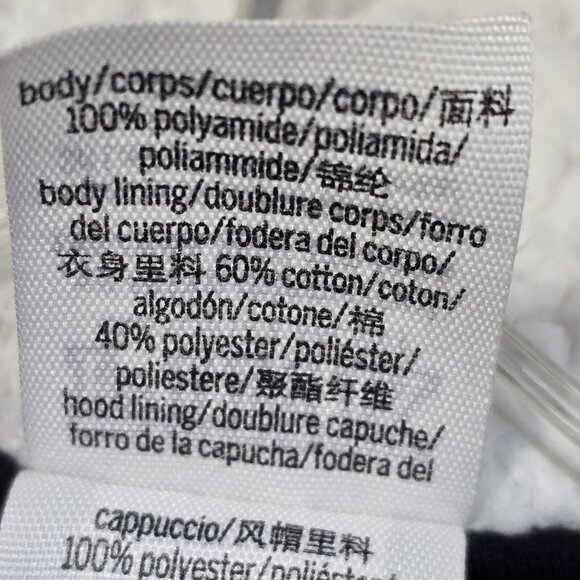 body/corps/cuerpo/corpo/面料
100% polyamide/poliamida/
poliammide/锦纶
body lining/doublure corps/forro
del cuerpo/fodera del corpo/
衣身里料 60% cotton/coton/
algodón/cotone/棉
40% polyester/poliéster/
poliestere/聚酯纤维
hood lining/doublure capuche/
forro de la capucha/fodera del
cappuccio/风帽里料
100% polyester/poliéster/